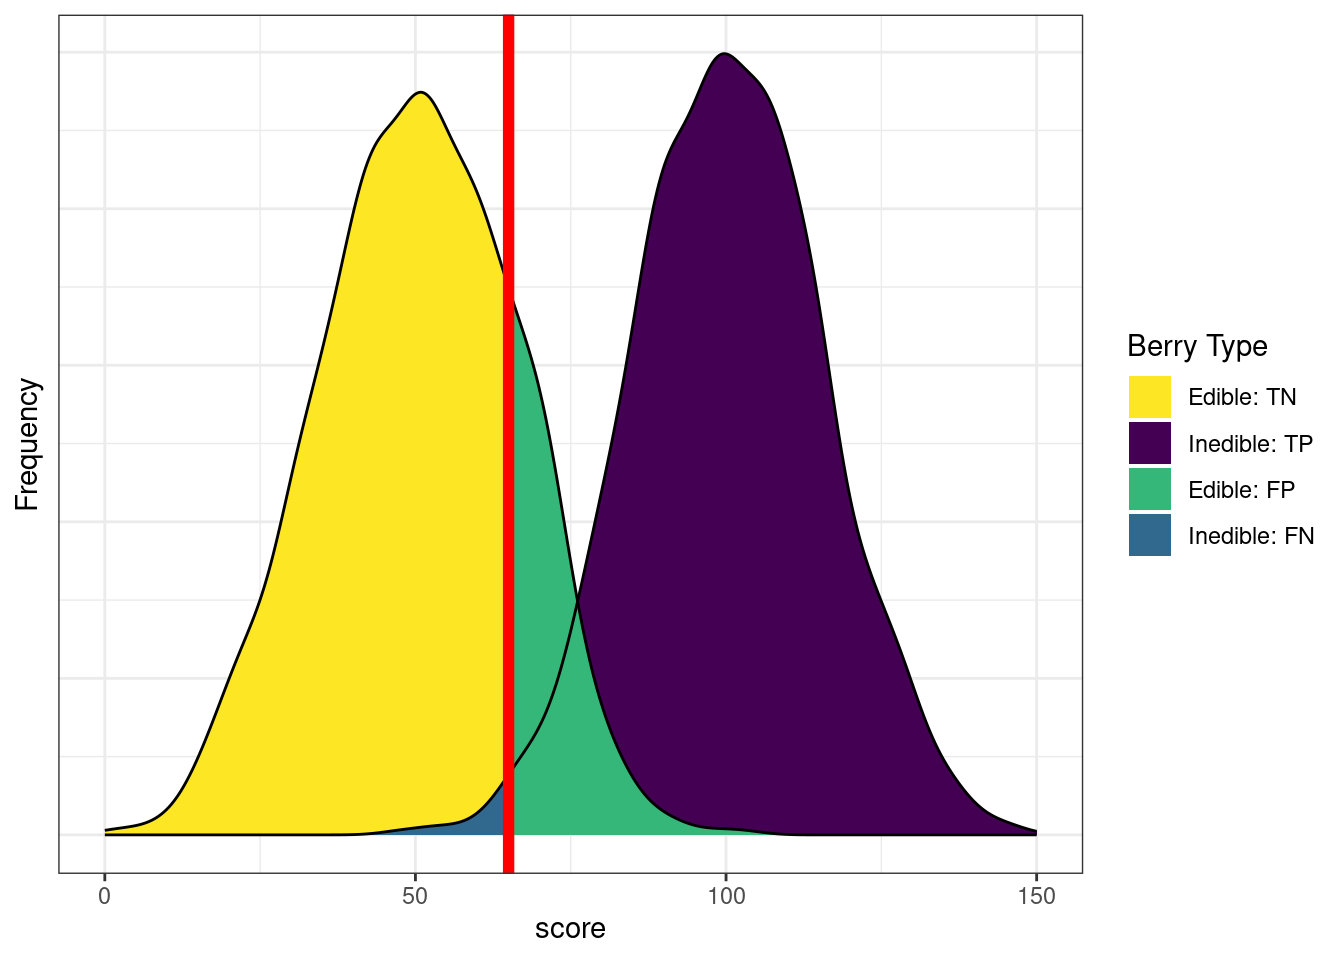 Frequency
0
50
100
150
score
Berry Type
Edible: TN
Inedible: TP
Edible: FP
Inedible: FN